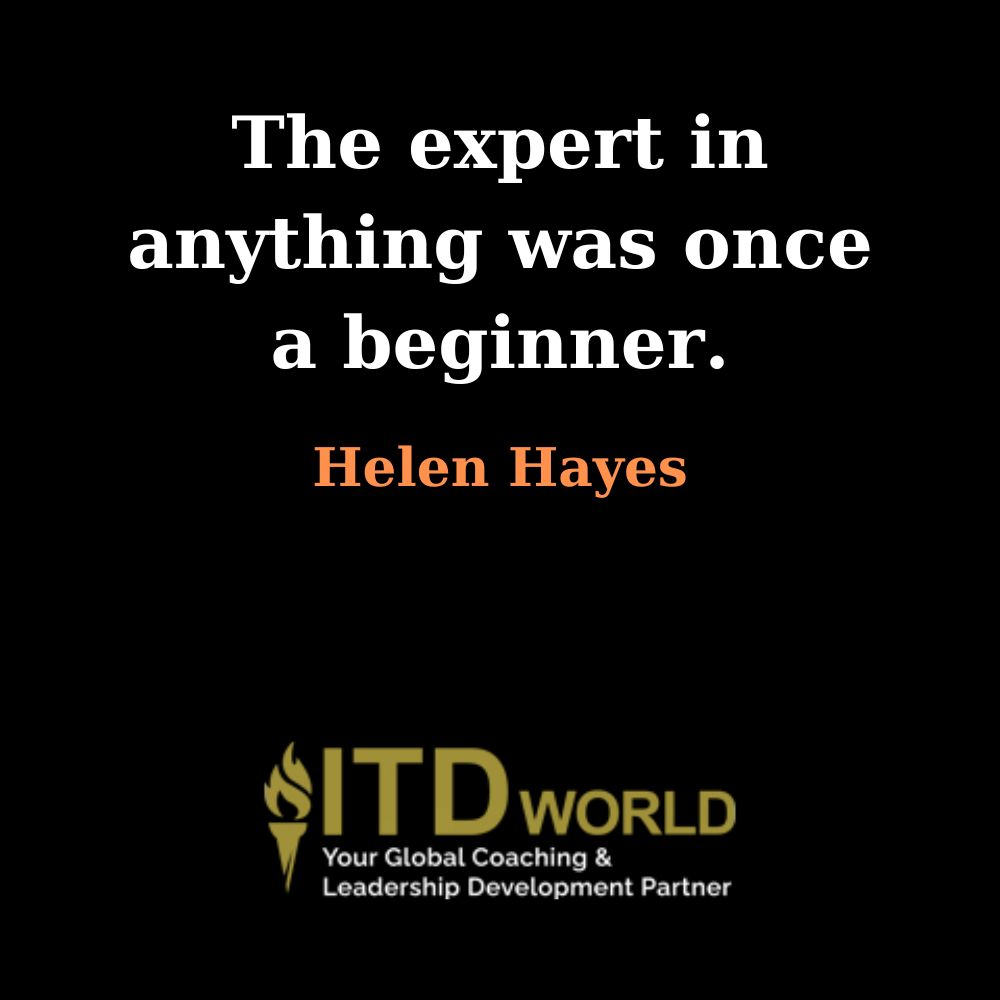 The expert in
anything was once
a beginner.
Helen Hayes
ITD WORLD
Your Global Coaching &
Leadership Development Partner